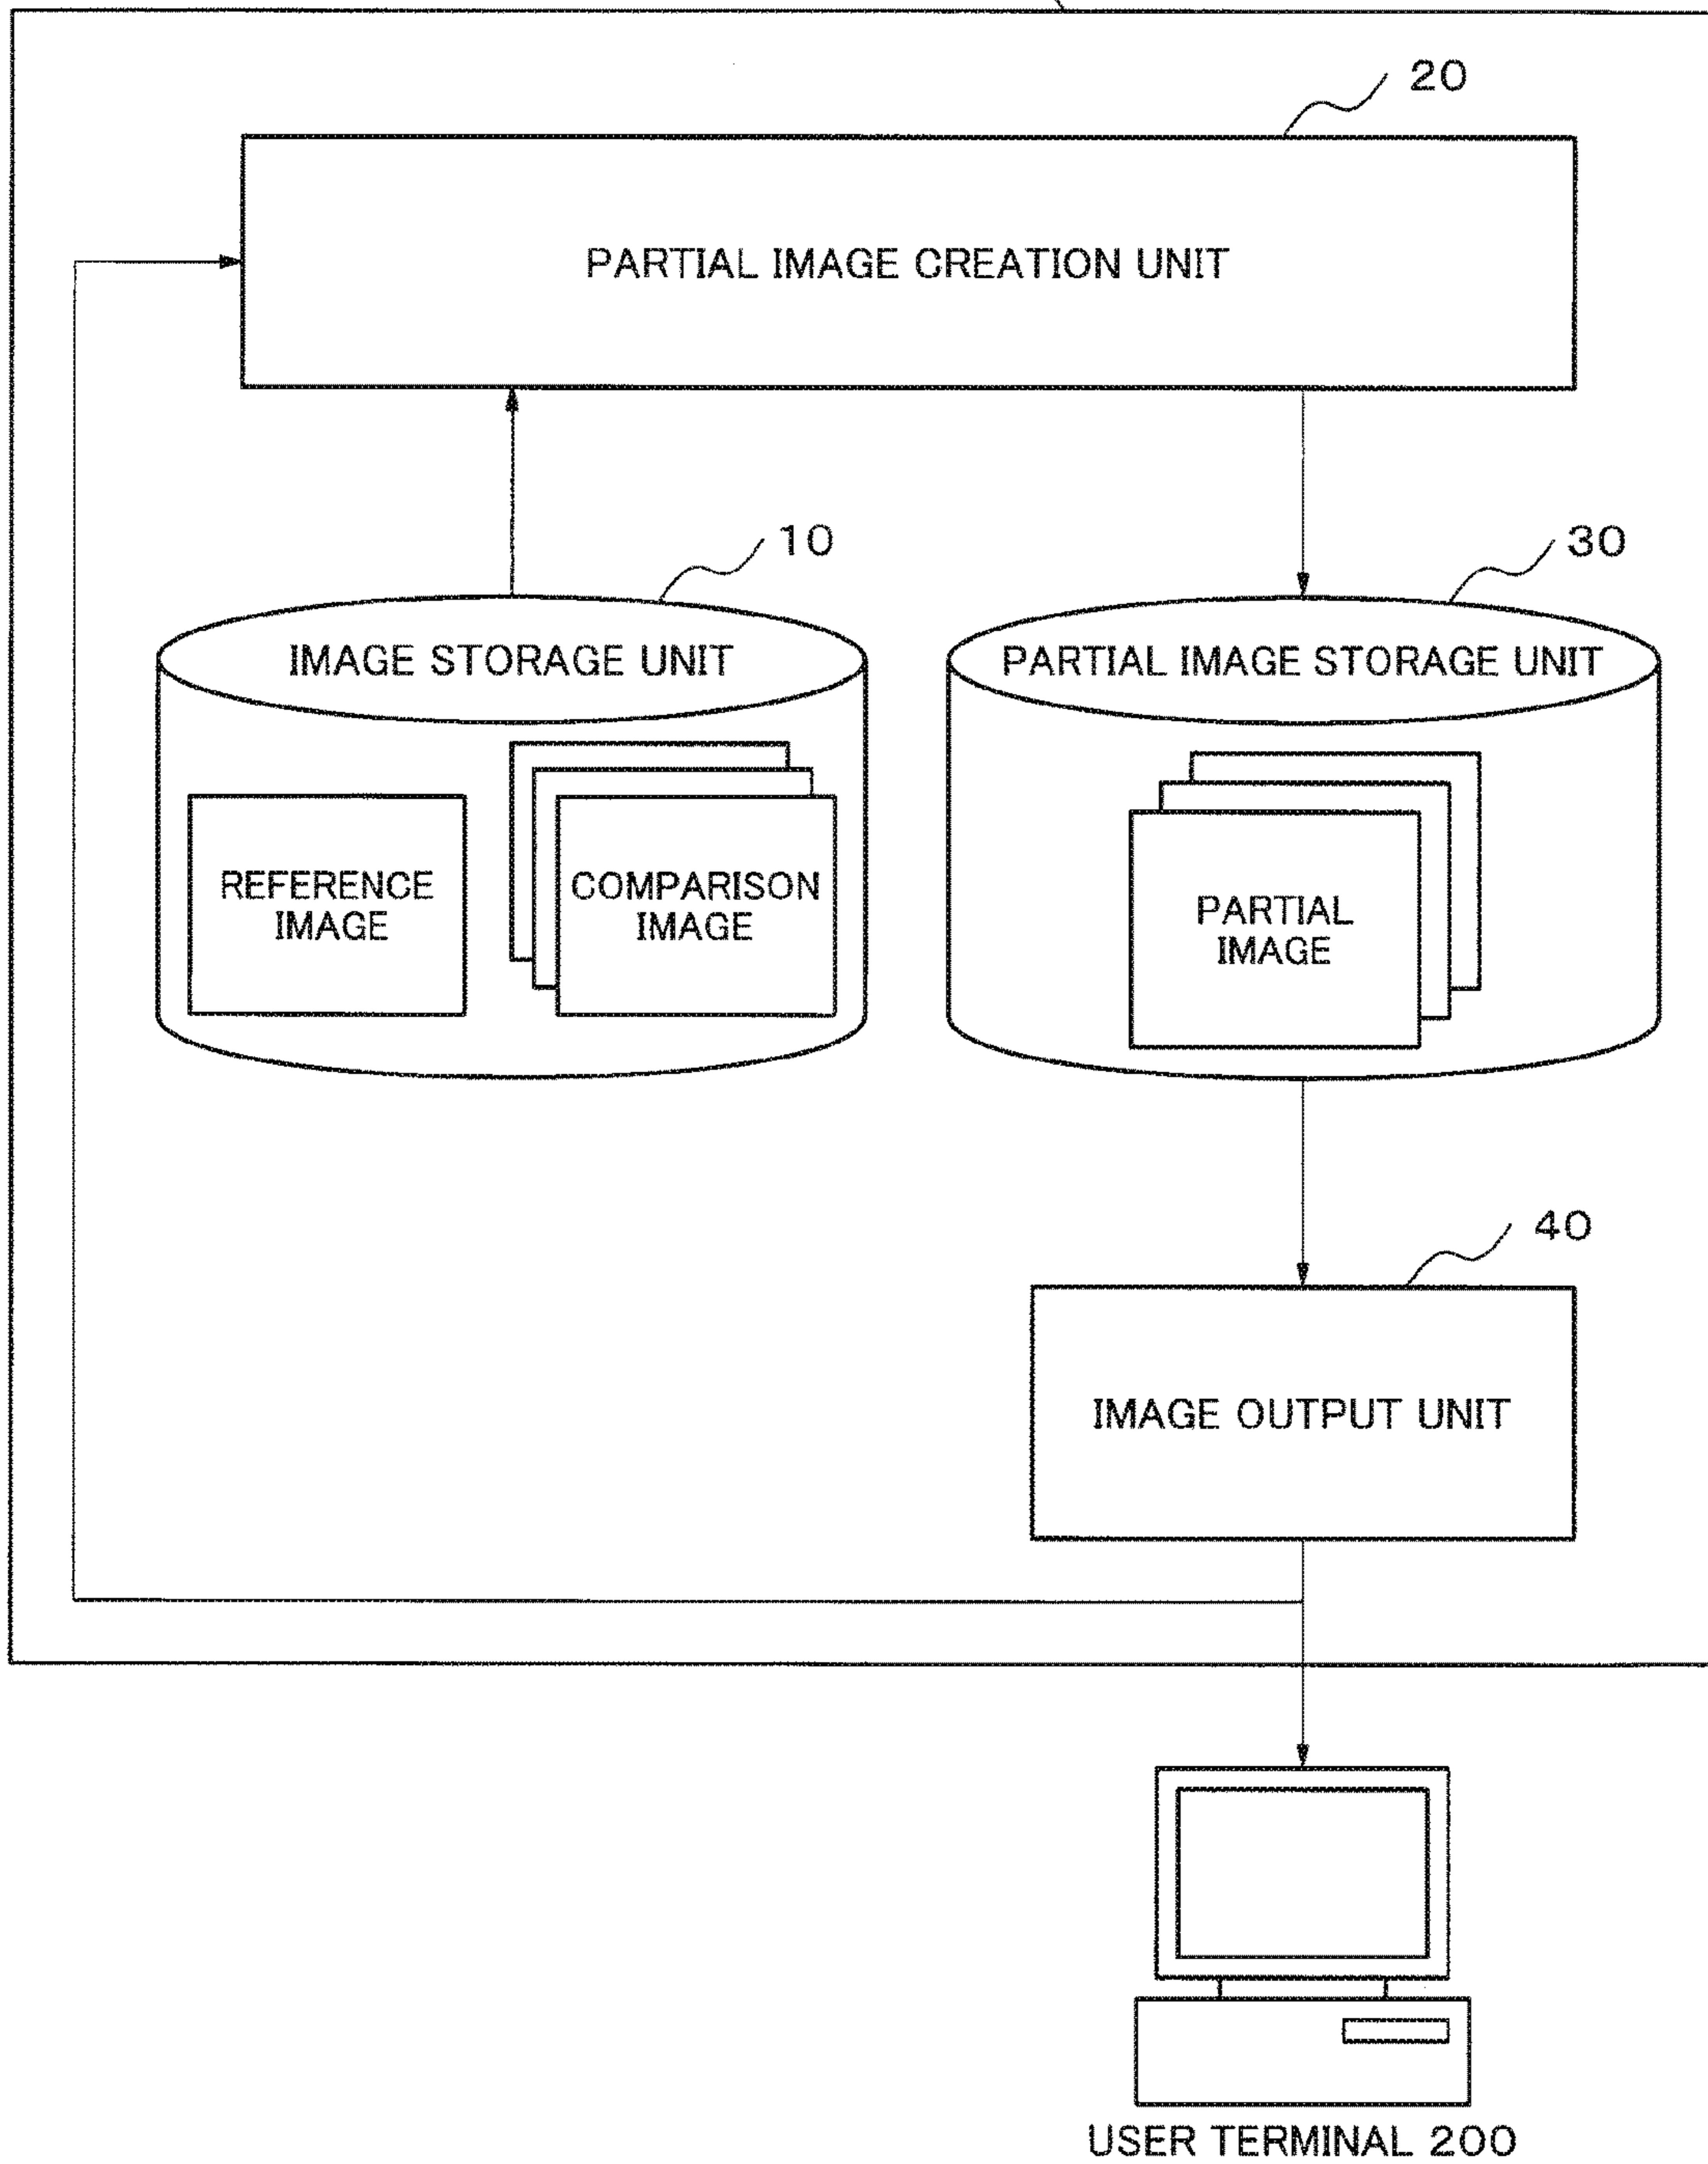 20
PARTIAL IMAGE CREATION UNIT
10
30
IMAGE STORAGE UNIT
PARTIAL IMAGE STORAGE UNIT
REFERENCE
IMAGE
COMPARISON
IMAGE
PARTIAL
IMAGE
40
IMAGE OUTPUT UNIT
USER TERMINAL 200